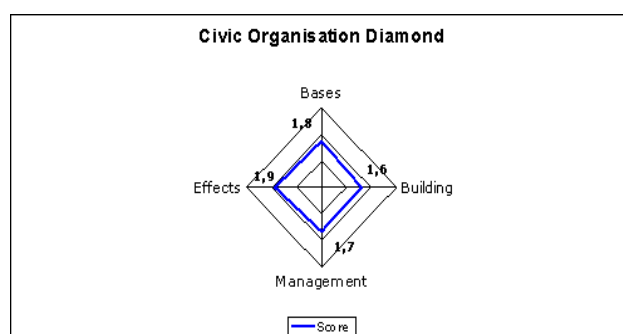 Civic Organisation Diamond
Bases
1,8
1,9
1,6
Effects
Building
1,7
Management
Score